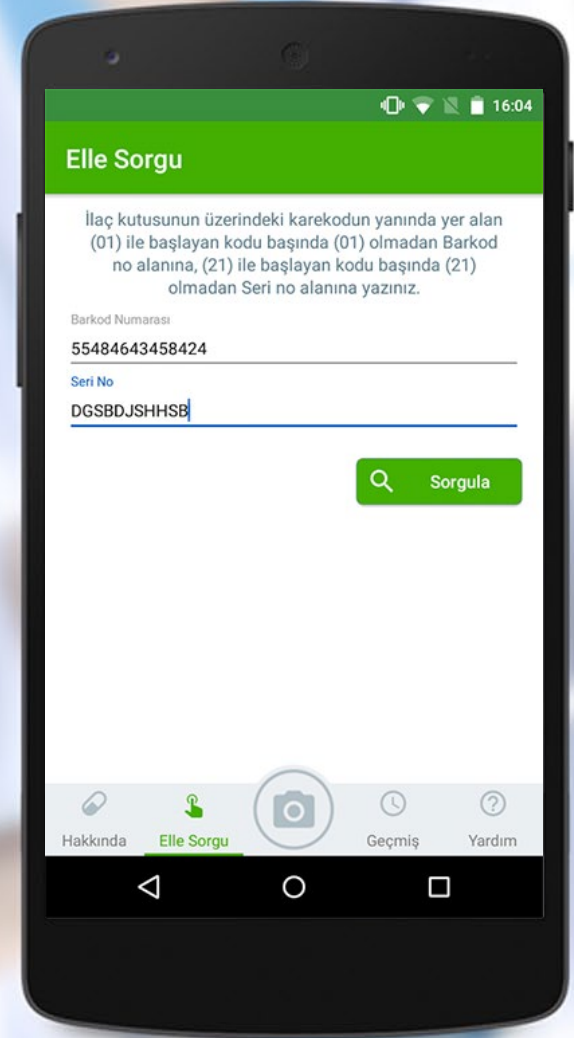 16:04
Elle Sorgu
İlaç kutusunun üzerindeki karekodun yanında yer alan
(01) ile başlayan kodu başında (01) olmadan Barkod
no alanına, (21) ile başlayan kodu başında (21)
olmadan Seri no alanına yazınız.
Barkod Numarası
55484643458424
Seri No
DGSBDJSHHSB
Sorgula
Hakkında Elle Sorgu Geçmiş Yardım